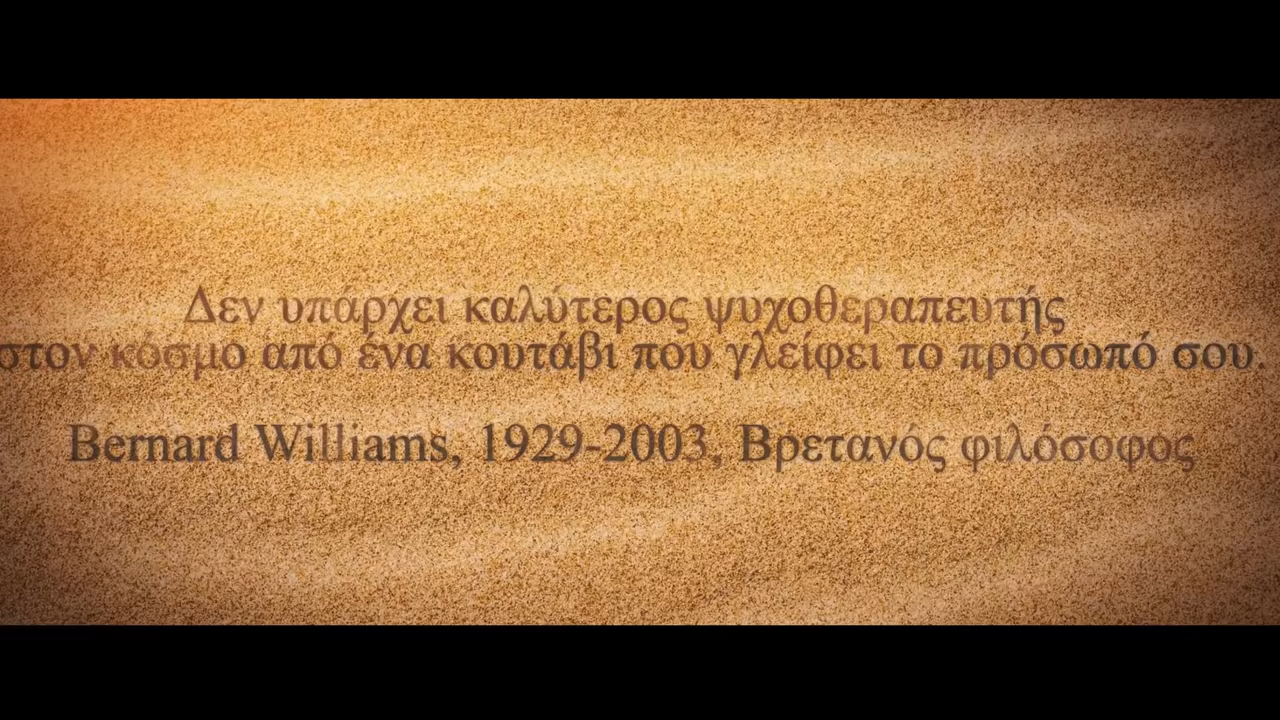 Δεν υπάρχει καλύτερος ψυχοθεραπευτής
στον κόσμο από ένα κουτάβι που γλείφει το πρόσωπό σου.
Bernard Williams, 1929-2003, Βρετανός φιλόσοφος